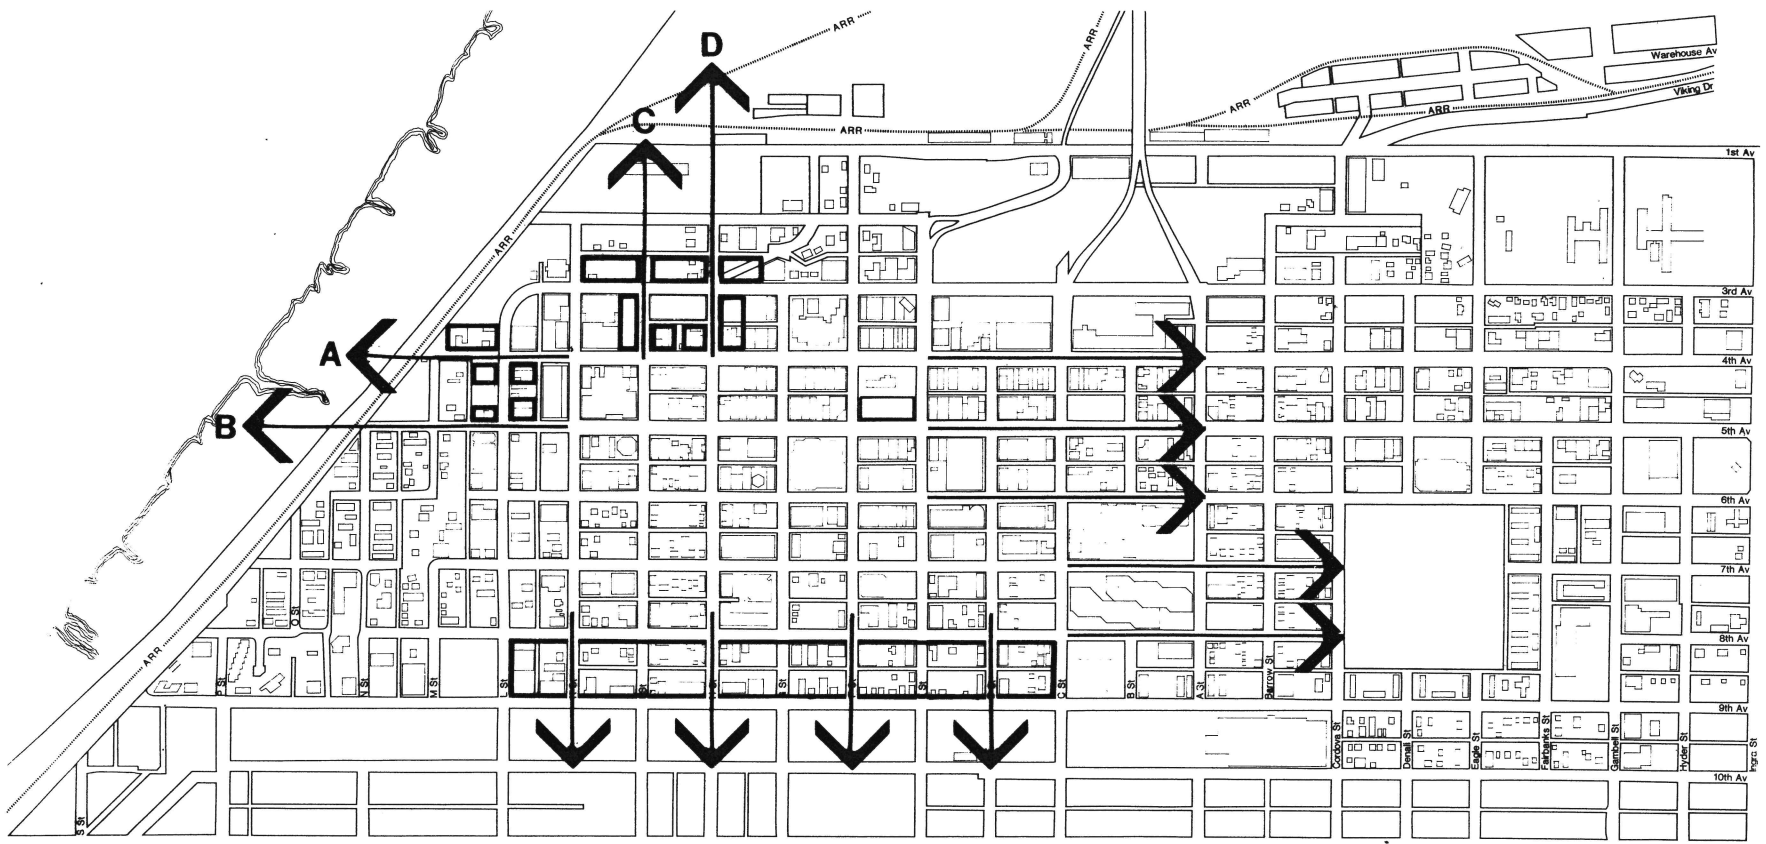 D
ARR
ARR
Warehouse Av
C
ARR
ARR
ARR
Viking Dr
1st Av
ARR
3rd Av
A
4th Av
B
5th Av
6th Av
7th Av
O St
8th Av
ARR
P St
N St
M St
C St
B St
A St
Barrow St
9th Av
Cordova St
Denali St
Eagle St
Fairbanks St
Gambell St
Hyder St
Ingra St
10th Av
S St